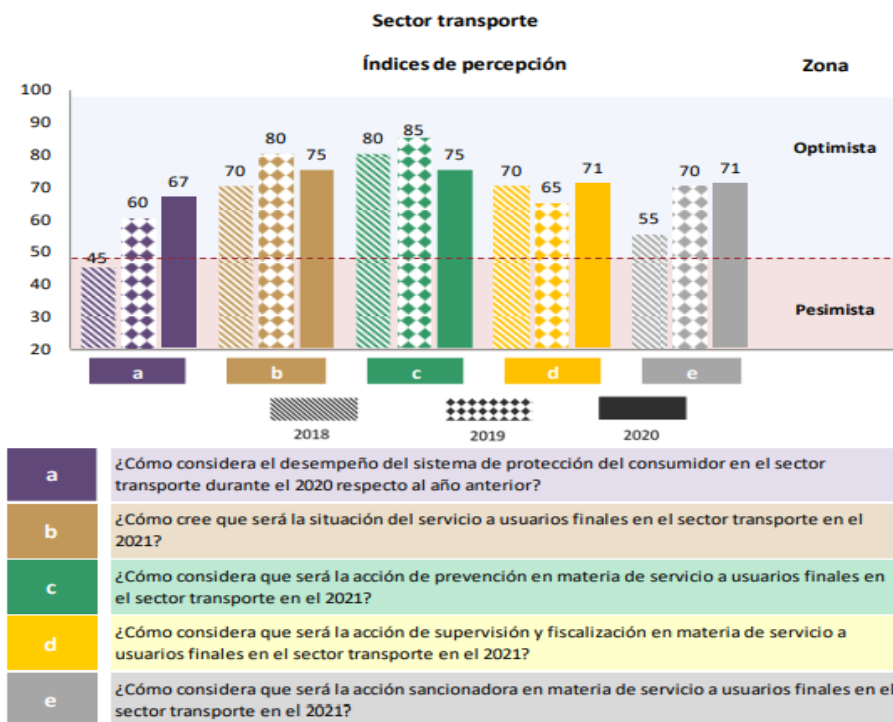 Sector transporte
Índices de percepción
Zona
100
90
80
70
60
50
40
30
20
45
60
67
70
80
75
80
85
75
70
65
71
55
70
71
Optimista
Pesimista
a
b
c
d
e
2018
2019
2020
a
¿Cómo considera el desempeño del sistema de protección del consumidor en el sector
transporte durante el 2020 respecto al año anterior?
b
¿Cómo cree que será la situación del servicio a usuarios finales en el sector transporte en el
2021?
c
¿Cómo considera que será la acción de prevención en materia de servicio a usuarios finales en
el sector transporte en el 2021?
d
¿Cómo considera que será la acción de supervisión y fiscalización en materia de servicio a
usuarios finales en el sector transporte en el 2021?
e
¿Cómo considera que será la acción sancionadora en materia de servicio a usuarios finales en el
sector transporte en el 2021?